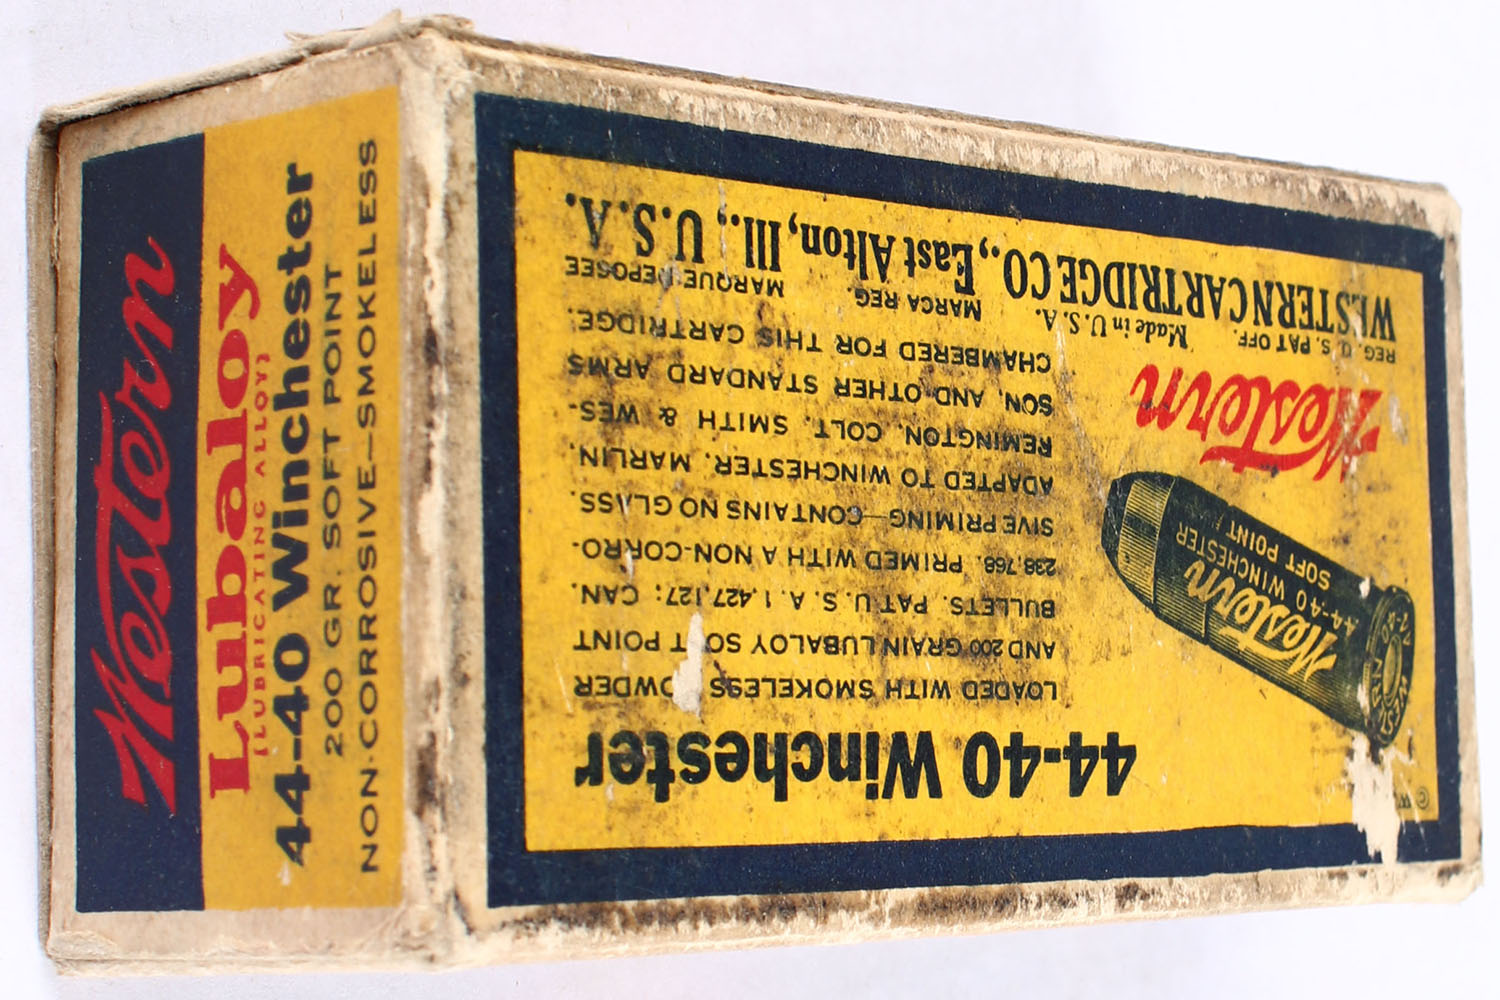 Western
Lubaloy
(LUBRICATING ALLOY)
44-40 Winchester
200 GR. SOFT POINT
NON-CORROSIVE—SMOKELESS
44-40 Winchester
LOADED WITH SMOKELESS POWDER
AND 200 GRAIN LUBALOY SOFT POINT
BULLETS. PAT. U. S. A. 1,427,127; CAN.
238,768. PRIMED WITH A NON-CORRO-
SIVE PRIMING—CONTAINS NO GLASS.
ADAPTED TO WINCHESTER, MARLIN,
REMINGTON, COLT, SMITH & WES-
SON, AND OTHER STANDARD ARMS
CHAMBERED FOR THIS CARTRIDGE.
Western
44-40 WINCHESTER
SOFT POINT
WESTERN
44-40
Western
REG. U. S. PAT OFF. Made in U. S. A. MARCA REG. MARQUE DEPOSEE
WESTERN CARTRIDGE CO., East Alton, Ill., U.S.A.